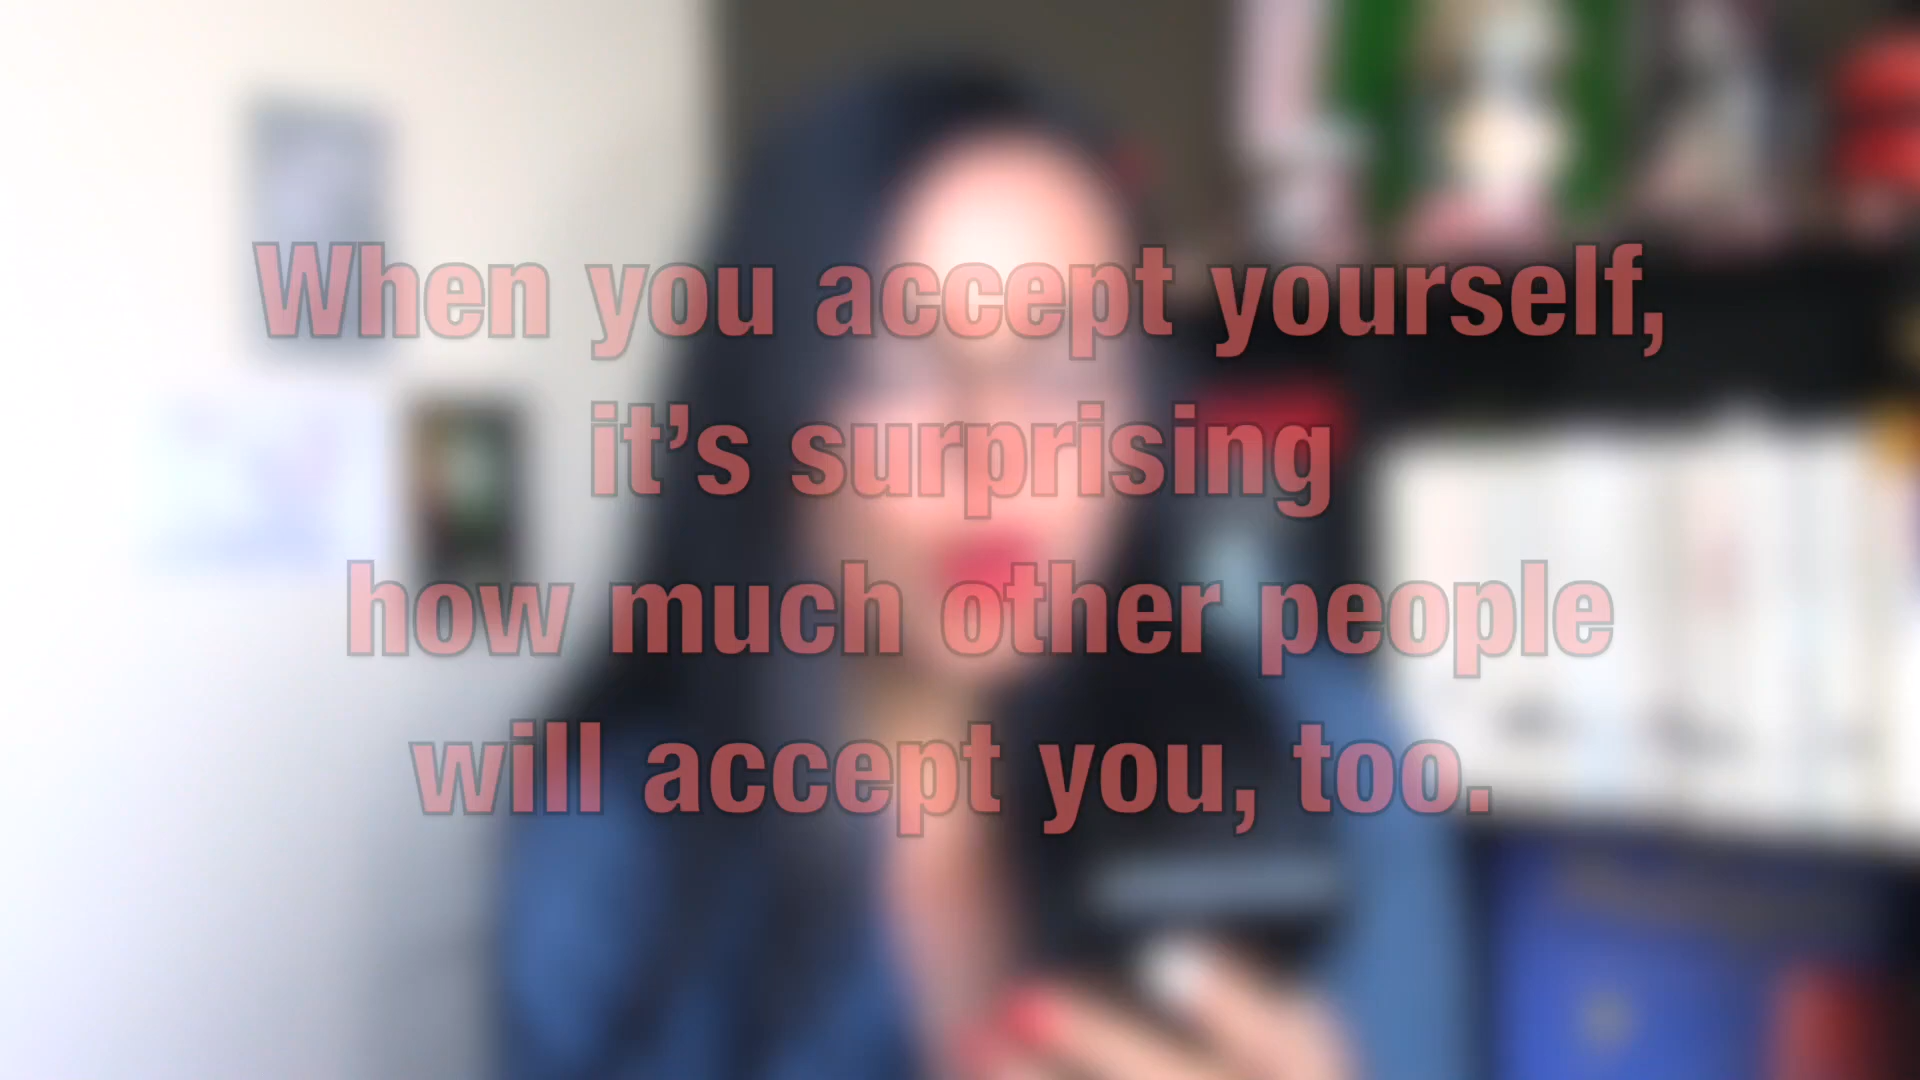 When you accept yourself,
it’s surprising
how much other people
will accept you, too.